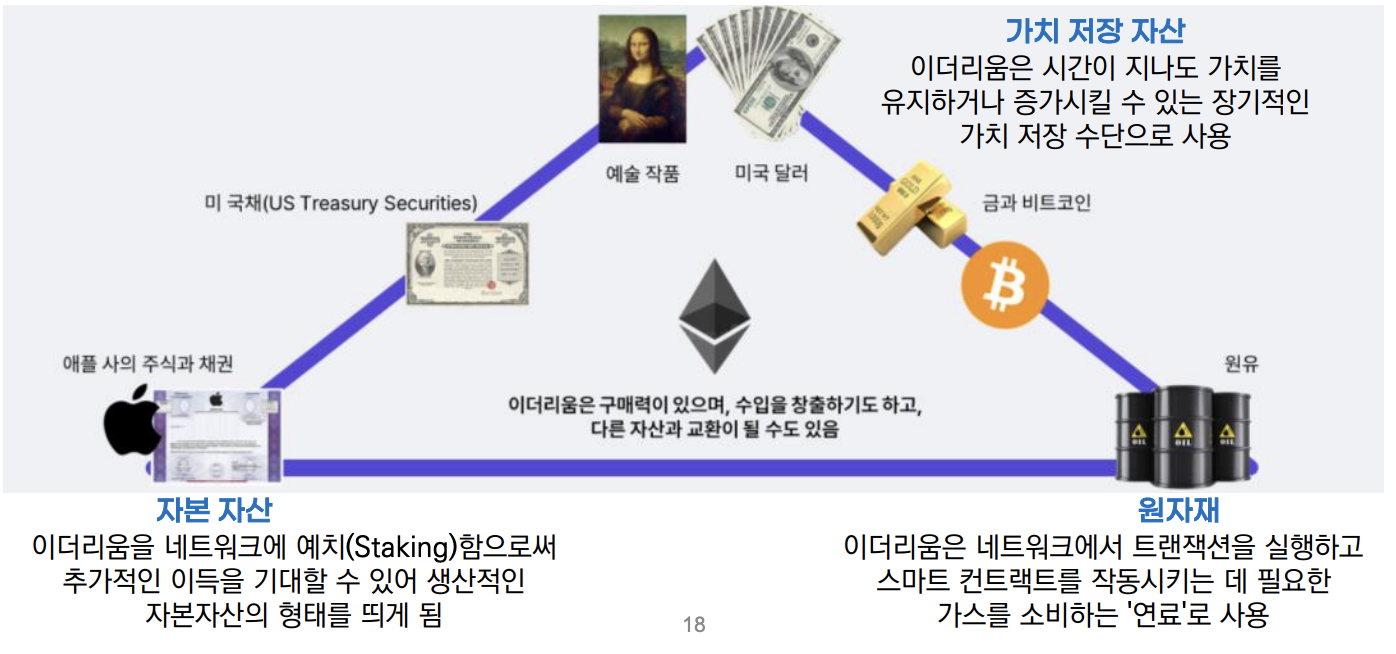 가치 저장 자산
이더리움은 시간이 지나도 가치를
유지하거나 증가시킬 수 있는 장기적인
가치 저장 수단으로 사용
예술 작품
미국 달러
미 국채(US Treasury Securities)
금과 비트코인
애플 사의 주식과 채권
원유
이더리움은 구매력이 있으며, 수입을 창출하기도 하고,
다른 자산과 교환이 될 수도 있음
OIL
OIL
OIL
자본 자산
이더리움을 네트워크에 예치(Staking)함으로써
추가적인 이득을 기대할 수 있어 생산적인
자본자산의 형태를 띄게 됨
원자재
이더리움은 네트워크에서 트랜잭션을 실행하고
스마트 컨트랙트를 작동시키는 데 필요한
가스를 소비하는 '연료'로 사용
18